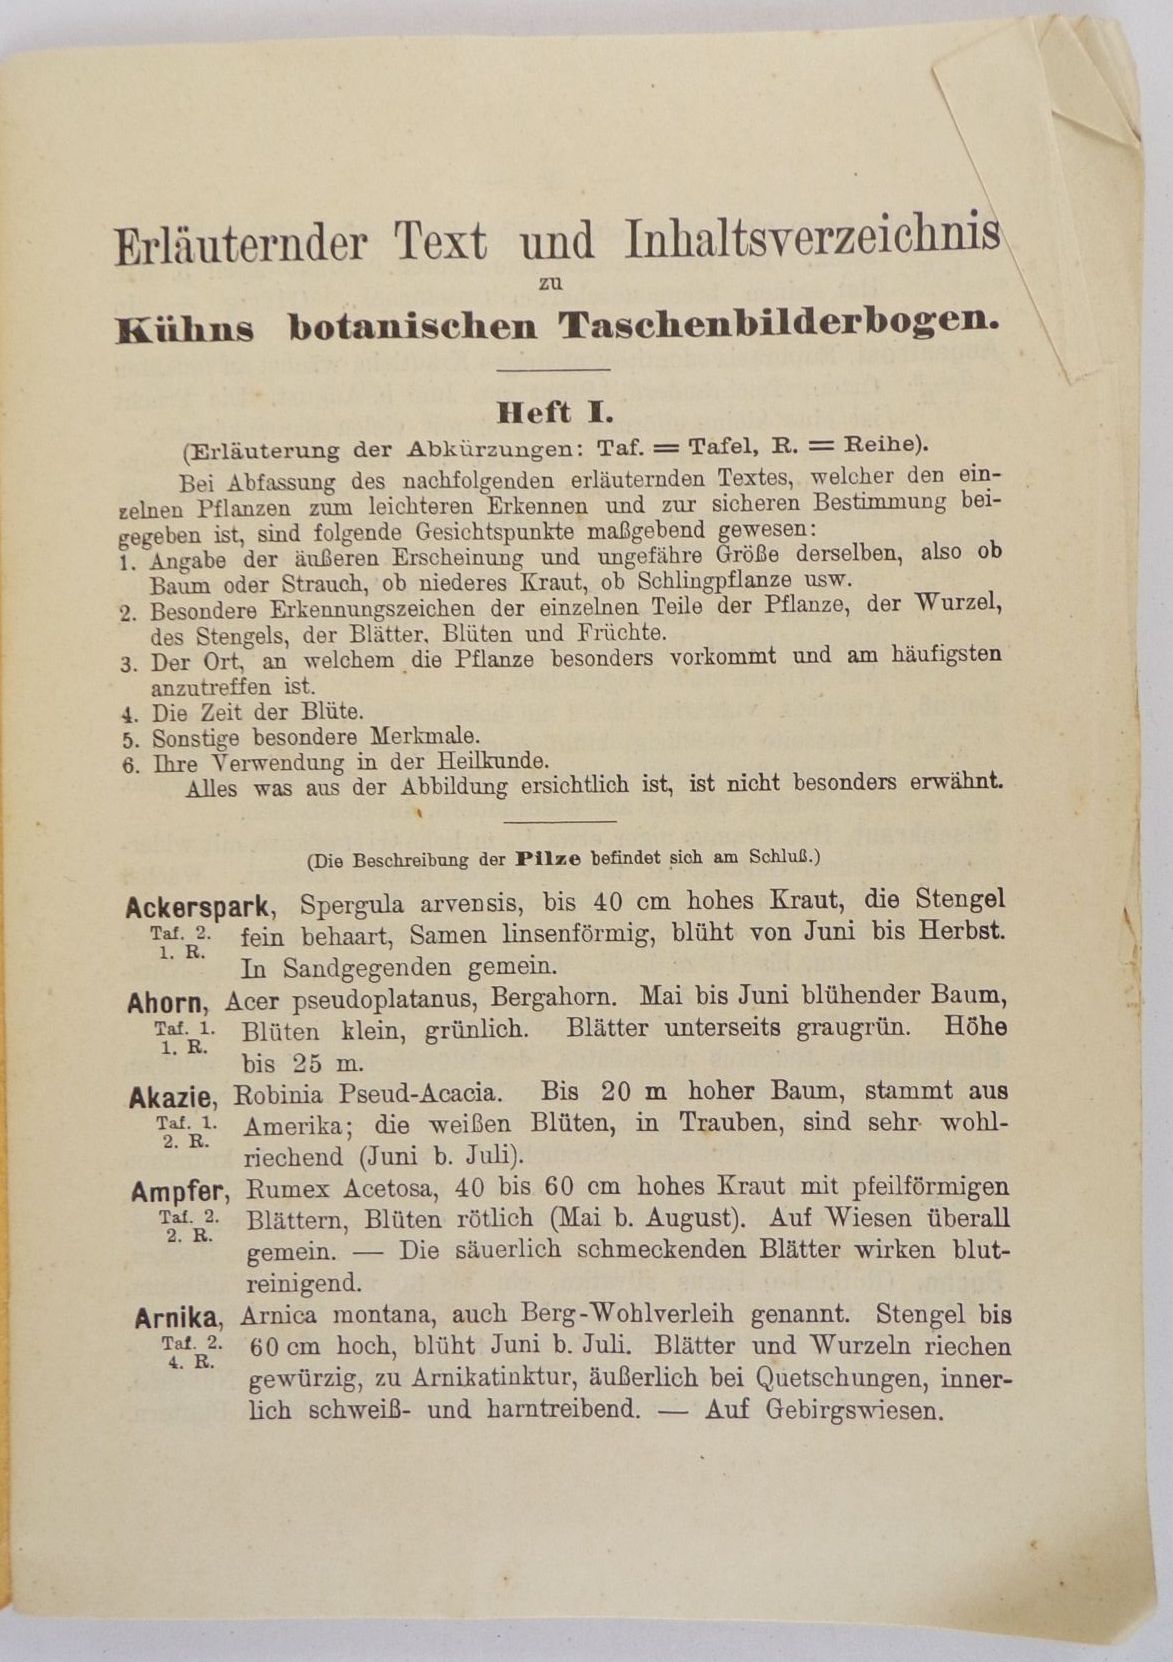 Erläuternder Text und Inhaltsverzeichnis
zu
Kühns botanischen Taschenbilderbogen.
Heft I.
(Erläuterung der Abkürzungen: Taf. = Tafel, R. = Reihe).
Bei Abfassung des nachfolgenden erläuternden Textes, welcher den ein-
zelnen Pflanzen zum leichteren Erkennen und zur sicheren Bestimmung bei-
gegeben ist, sind folgende Gesichtspunkte maßgebend gewesen:
1. Angabe der äußeren Erscheinung und ungefähre Größe derselben, also ob
Baum oder Strauch, ob niederes Kraut, ob Schlingpflanze usw.
2. Besondere Erkennungszeichen der einzelnen Teile der Pflanze, der Wurzel,
des Stengels, der Blätter, Blüten und Früchte.
3. Der Ort, an welchem die Pflanze besonders vorkommt und am häufigsten
anzutreffen ist.
4. Die Zeit der Blüte.
5. Sonstige besondere Merkmale.
6. Ihre Verwendung in der Heilkunde.
Alles was aus der Abbildung ersichtlich ist, ist nicht besonders erwähnt.
(Die Beschreibung der Pilze befindet sich am Schluß.)
Ackerspark, Spergula arvensis, bis 40 cm hohes Kraut, die Stengel
Taf. 2. fein behaart, Samen linsenförmig, blüht von Juni bis Herbst.
1. R. In Sandgegenden gemein.
Ahorn, Acer pseudoplatanus, Bergahorn. Mai bis Juni blühender Baum,
Taf. 1. Blüten klein, grünlich. Blätter unterseits graugrün. Höhe
1. R. bis 25 m.
Akazie, Robinia Pseud-Acacia. Bis 20 m hoher Baum, stammt aus
Taf. 1. Amerika; die weißen Blüten, in Trauben, sind sehr wohl-
2. R. riechend (Juni b. Juli).
Ampfer, Rumex Acetosa, 40 bis 60 cm hohes Kraut mit pfeilförmigen
Taf. 2. Blättern, Blüten rötlich (Mai b. August). Auf Wiesen überall
2. R. gemein. — Die säuerlich schmeckenden Blätter wirken blut-
reinigend.
Arnika, Arnica montana, auch Berg-Wohlverleih genannt. Stengel bis
Taf. 2. 60 cm hoch, blüht Juni b. Juli. Blätter und Wurzeln riechen
4. R. gewürzig, zu Arnikatinktur, äußerlich bei Quetschungen, inner-
lich schweiß- und harntreibend. — Auf Gebirgswiesen.